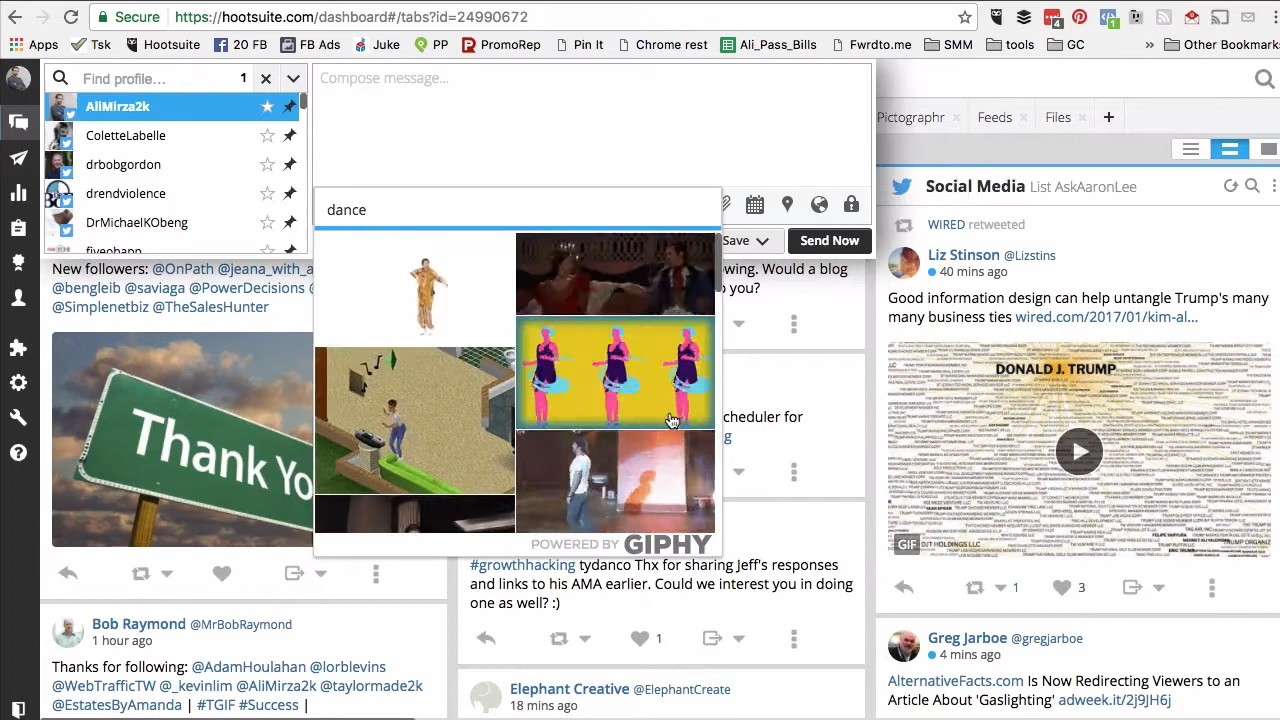 Secure
https://hootsuite.com/dashboard#/tabs?id=24990672
4
1
Apps
Tsk
Hootsuite
20 FB
FB Ads
Juke
PP
PromoRep
Pin It
Chrome rest
Ali_Pass_Bills
Fwrdto.me
SMM
tools
GC
»
Other Bookmark
Find profile...
1
Compose message...
AliMirza2k
ColetteLabelle
drbobgordon
drendviolence
DrMichaelKObeng
fiveohann
dance
Save
Send Now
POWERED BY GIPHY
Pictographr
Feeds
Files
Social Media List AskAaronLee
WIRED retweeted
Liz Stinson @Lizstins
40 mins ago
Good information design can help untangle Trump's many
many business ties wired.com/2017/01/kim-al...
DONALD J. TRUMP
GIF
1
3
Greg Jarboe @gregjarboe
4 mins ago
AlternativeFacts.com Is Now Redirecting Viewers to an
Article About 'Gaslighting' adweek.it/2j9JH6j
New followers: @OnPath @jeana_with_a
@bengleib @saviaga @PowerDecisions
@Simplenetbiz @TheSalesHunter
Bob Raymond @MrBobRaymond
1 hour ago
Thanks for following: @AdamHoulahan @lorblevins
@WebTrafficTW @_kevinlim @AliMirza2k @taylormade2k
@EstatesByAmanda | #TGIF #Success |
owing. Would a blog
you?
cheduler for
g
#growth hacking tydanco Thx for sharing Jeff's responses
and links to his AMA earlier. Could we interest you in doing
one as well? :)
1
Elephant Creative @ElephantCreate
18 mins ago